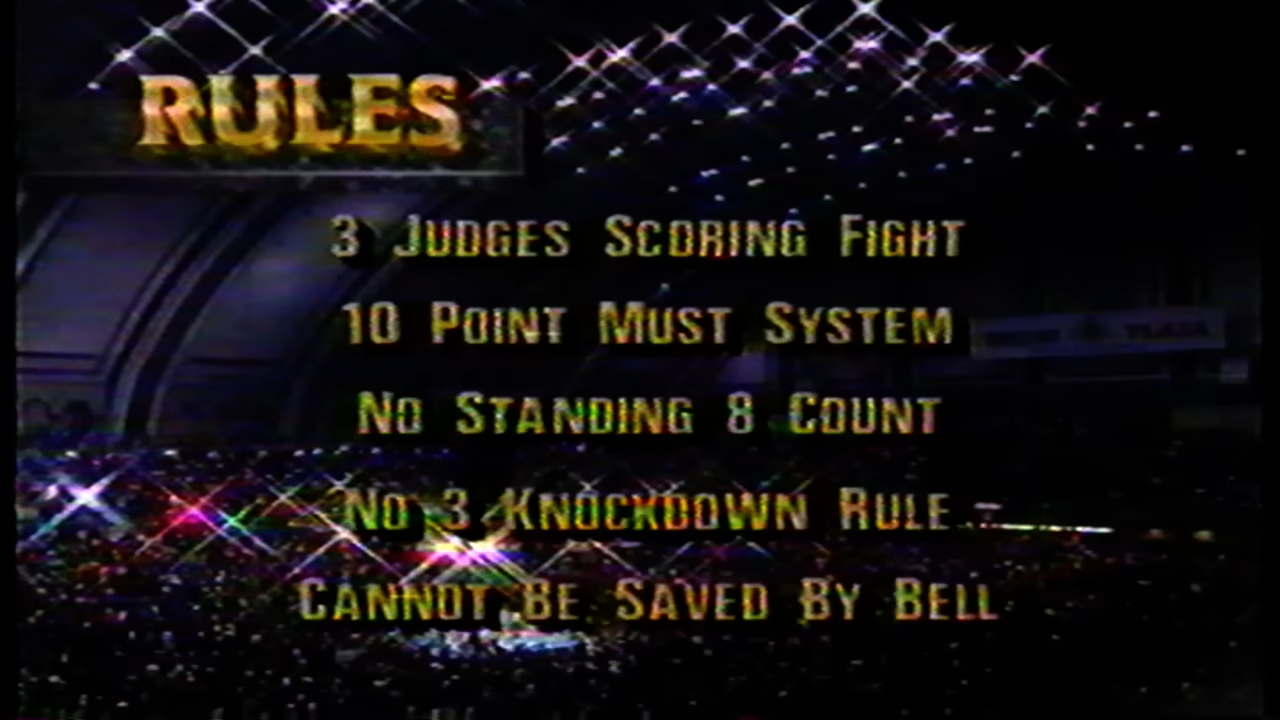 RULES
3 JUDGES SCORING FIGHT
10 POINT MUST SYSTEM
NO STANDING 8 COUNT
NO 3 KNOCKDOWN RULE
PLAZA
CANNOT BE SAVED BY BELL